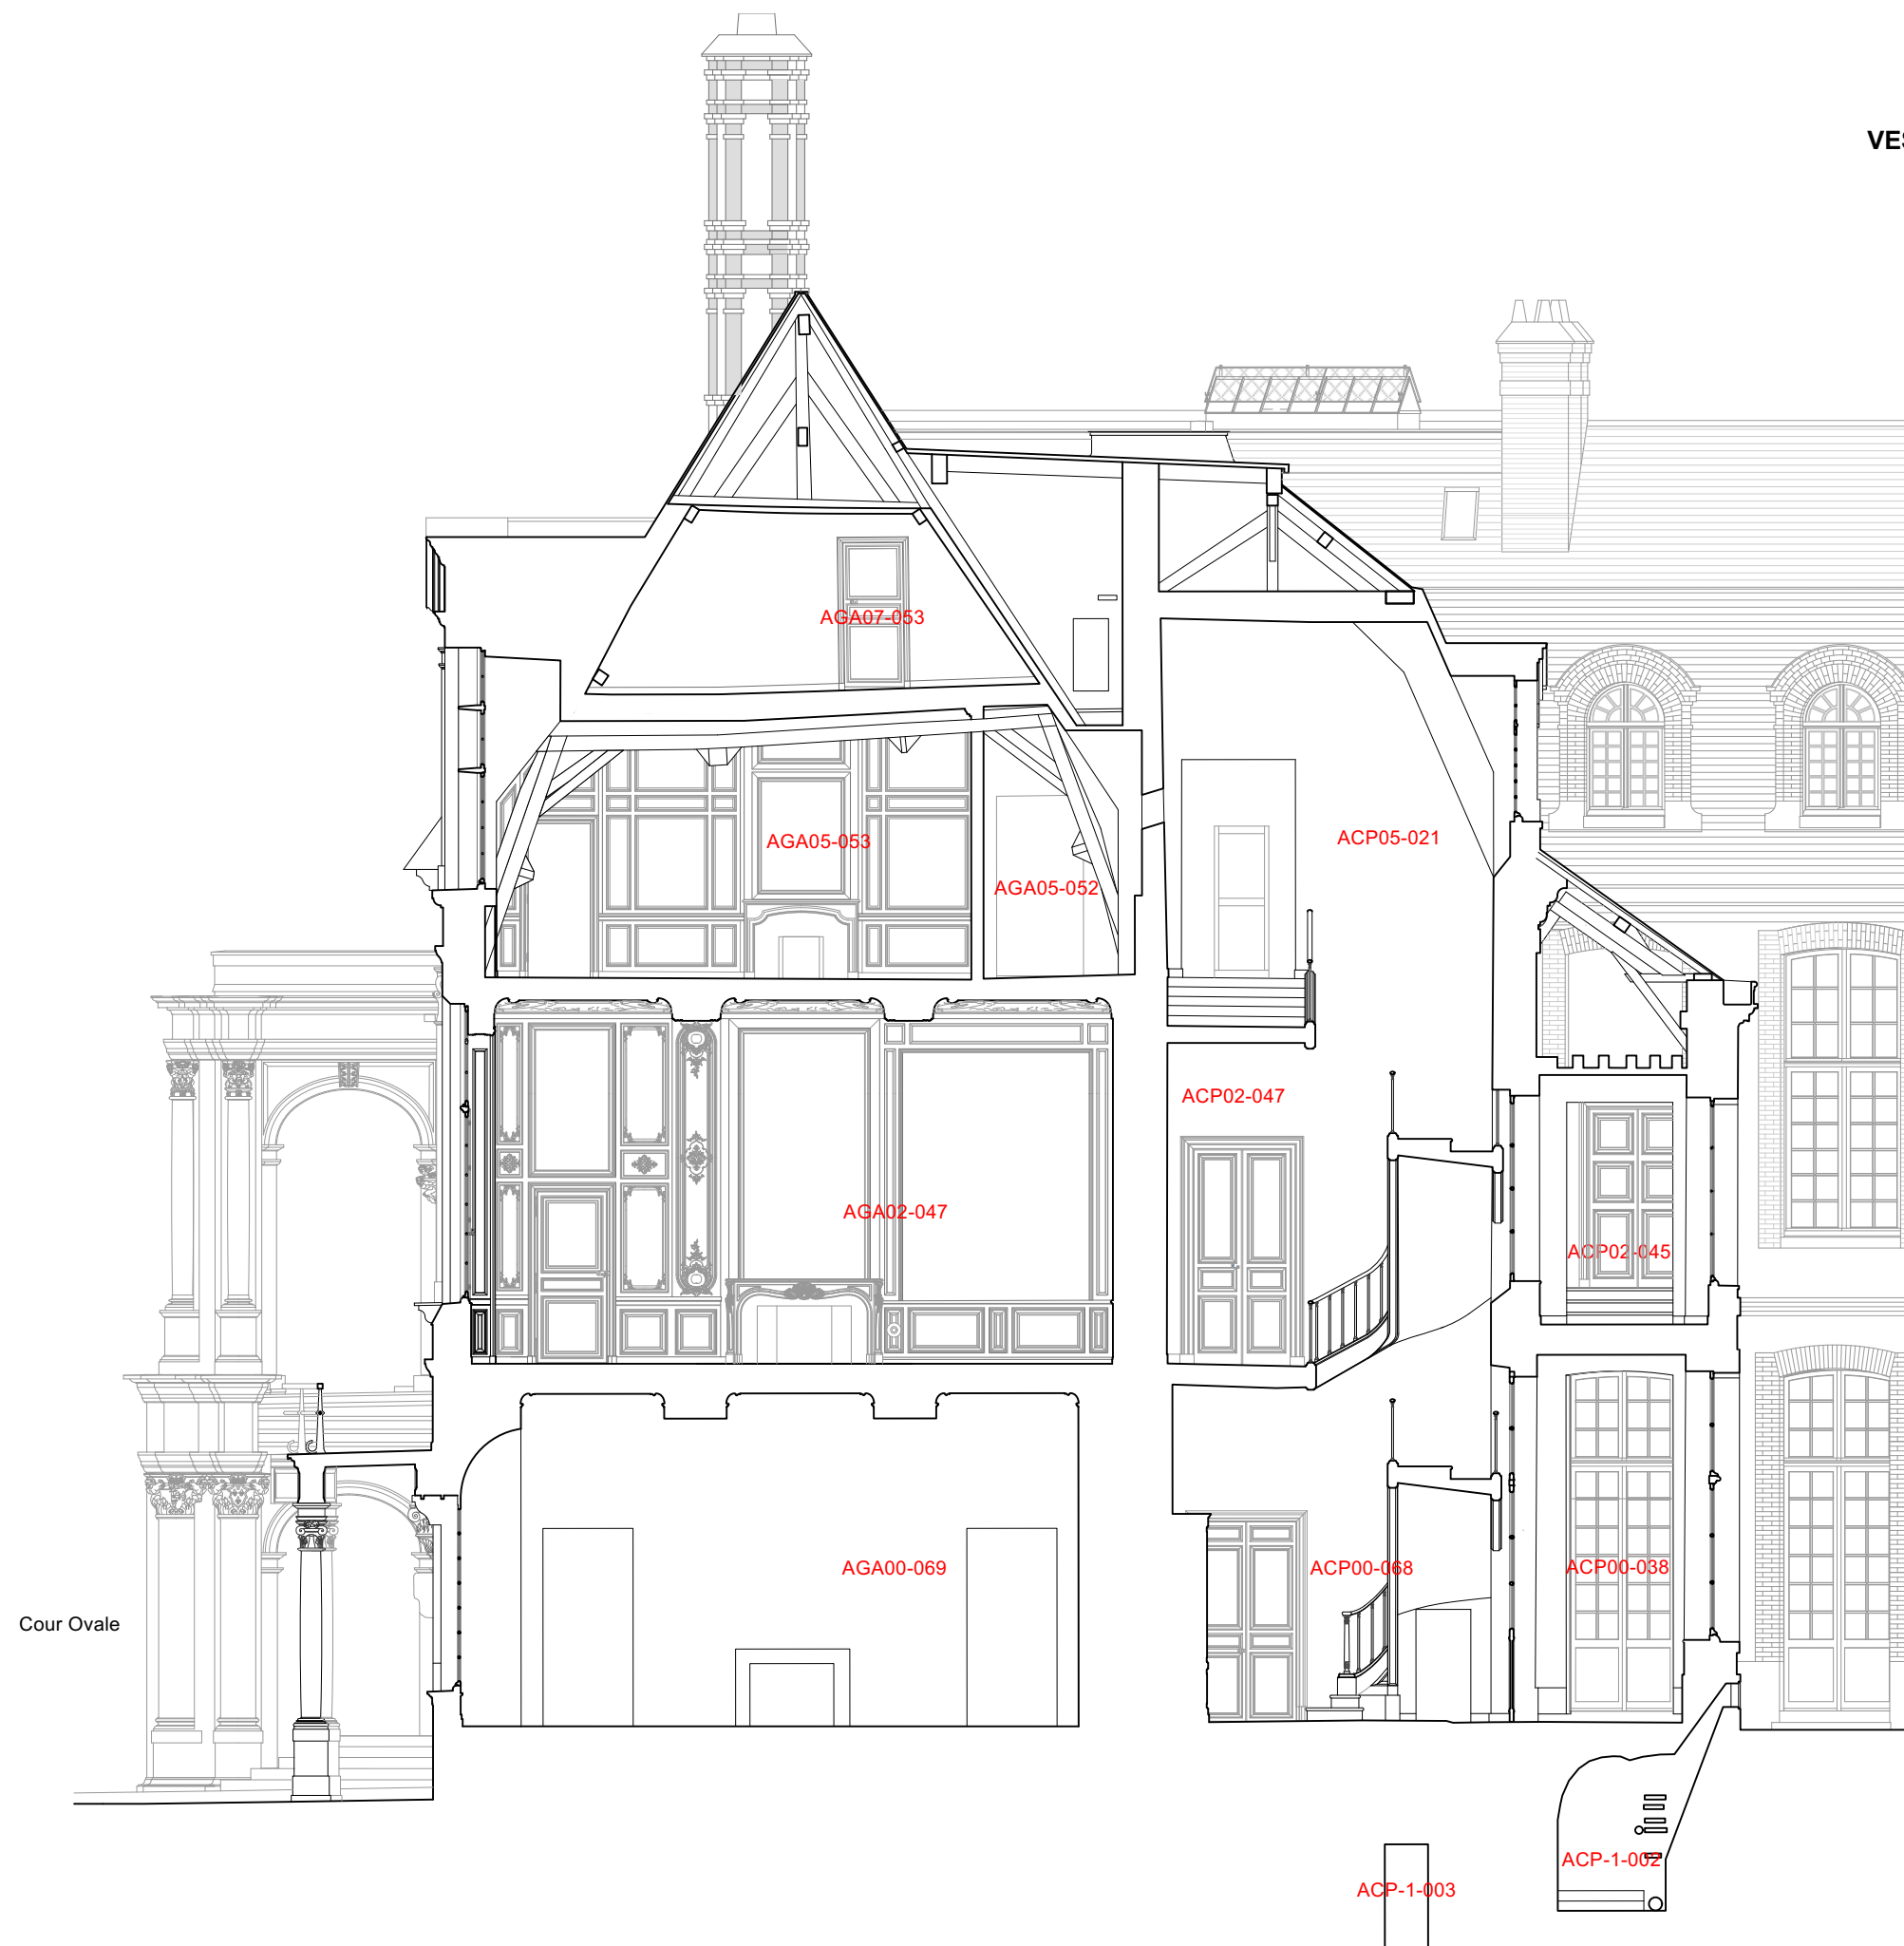 VES
AGA07-053
AGA05-053
ACP05-021
AGA05-052
ACP02-047
AGA02-047
ACP02-045
AGA00-069
ACP00-068
ACP00-038
Cour Ovale
ACP-1-002
ACP-1-003